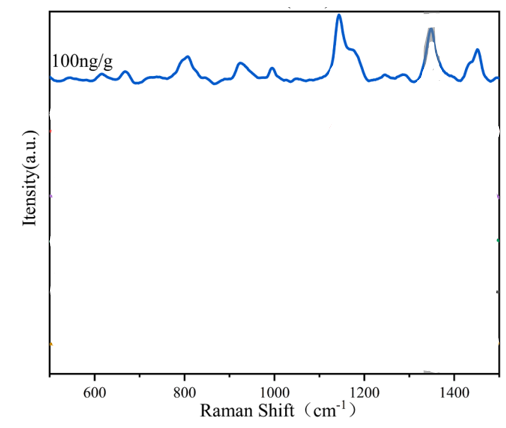 100ng/g
Itensity(a.u.)
600 800 1000 1200 1400
Raman Shift（cm-1）